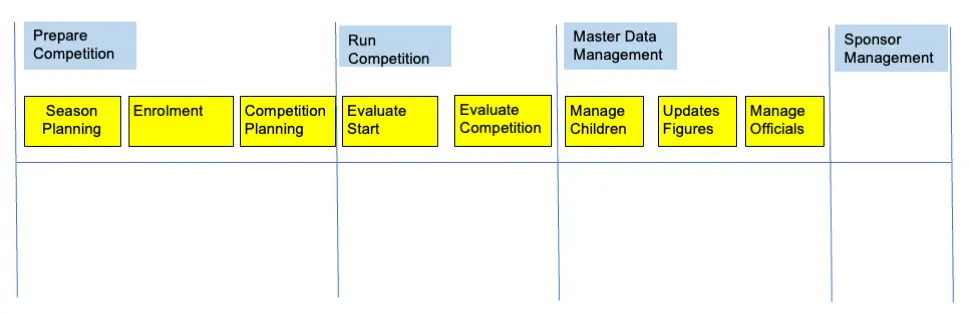 Prepare
Competition
Run
Competition
Master Data
Management
Sponsor
Management
Season
Planning
Enrolment
Competition
Planning
Evaluate
Start
Evaluate
Competition
Manage
Children
Updates
Figures
Manage
Officials